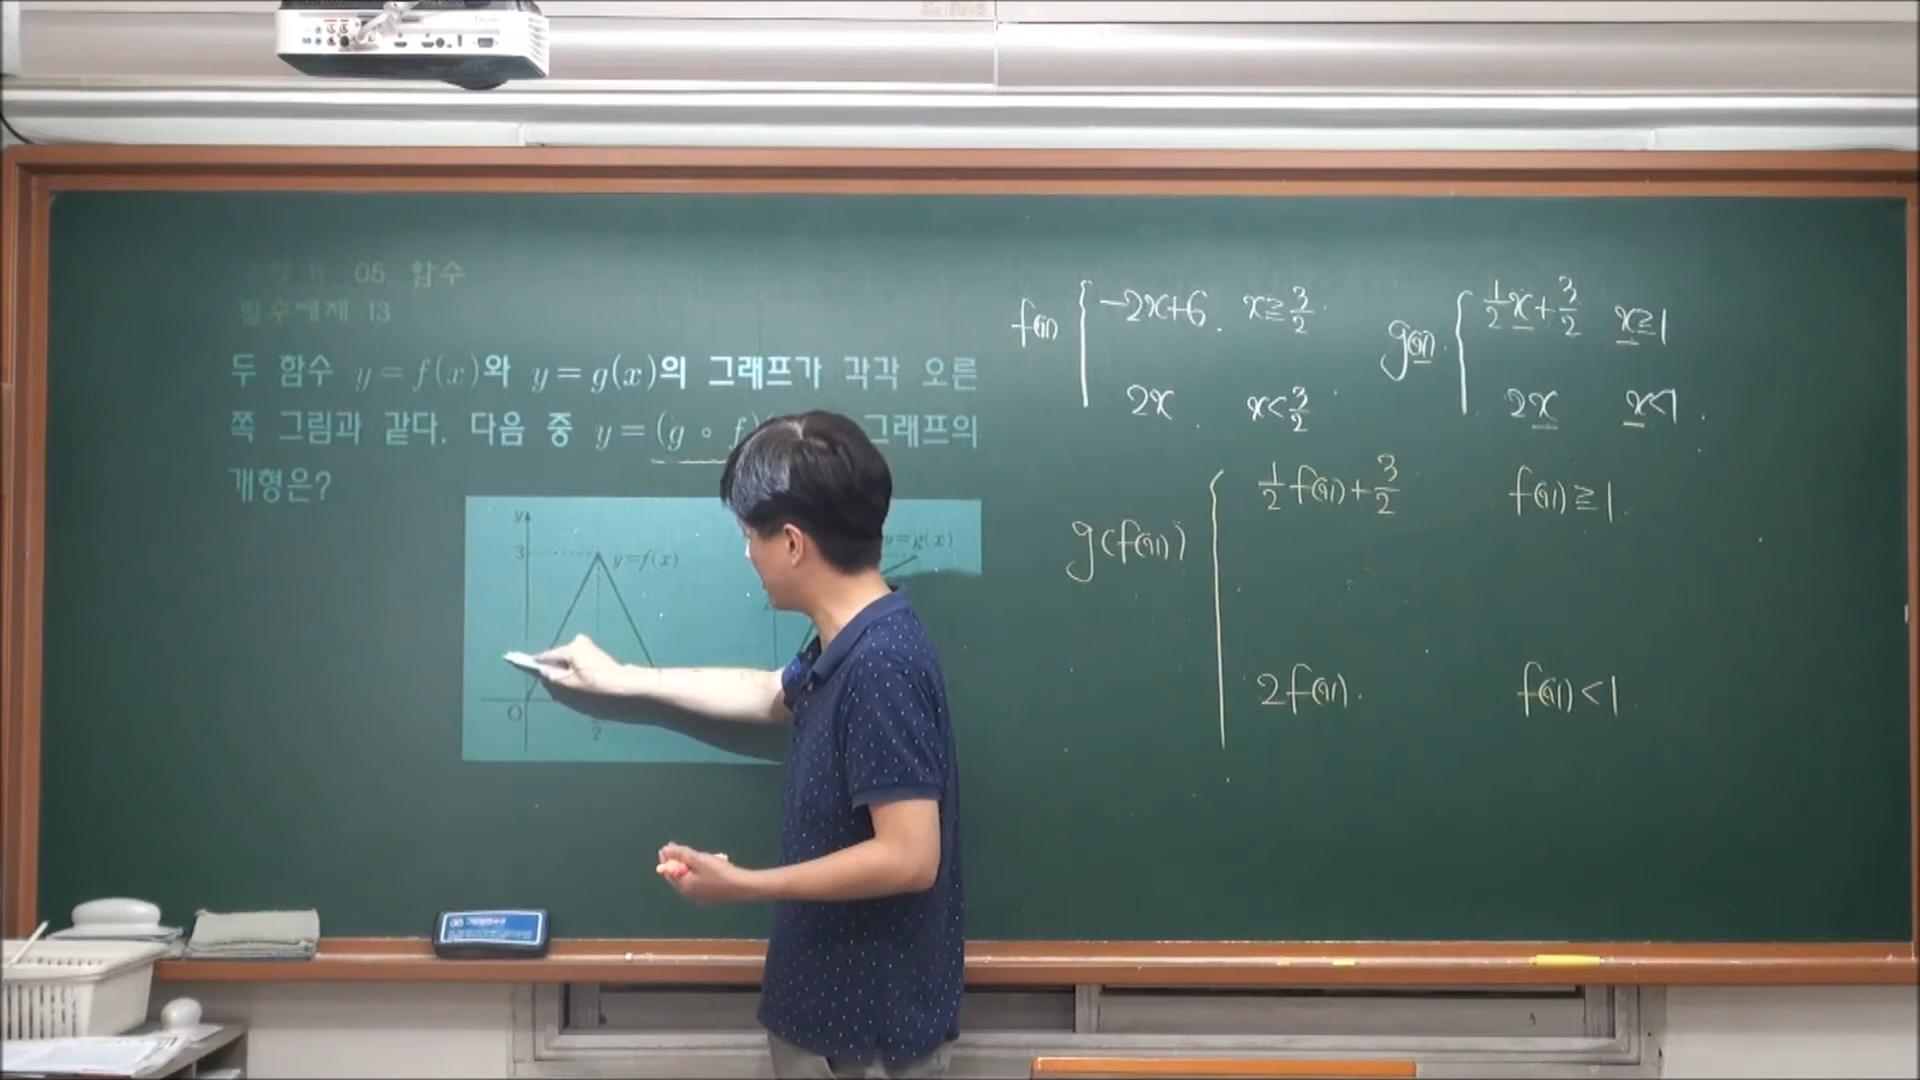 05. 함수
필수예제 13
두 함수 y=f(x)와 y=g(x)의 그래프가 각각 오른
쪽 그림과 같다. 다음 중 y=(g∘f) 그래프의
개형은?
y
3
y=f(x)
O
2
y=g(x)
f(x) { -2x+6. x≥3/2
2x x<3/2
g(x) { 1/2x+3/2 x≥1
2x x<1
g(f(x)) { 1/2f(x)+3/2 f(x)≥1
2f(x). f(x)<1